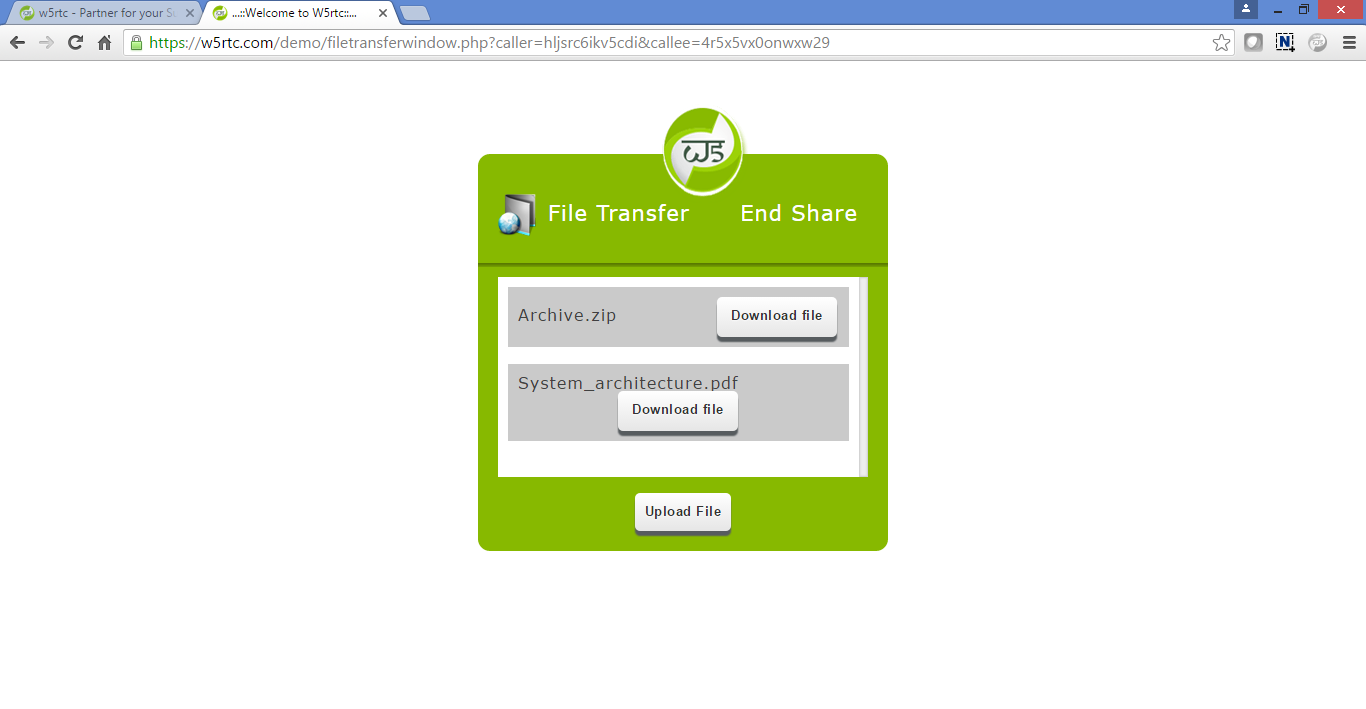 w5rtc - Partner for your Su
...::Welcome to W5rtc::...
https://w5rtc.com/demo/filetransferwindow.php?caller=hljsrc6ikv5cdi&callee=4r5x5vx0onwxw29
N
File Transfer
End Share
Archive.zip
Download file
System_architecture.pdf
Download file
Upload File